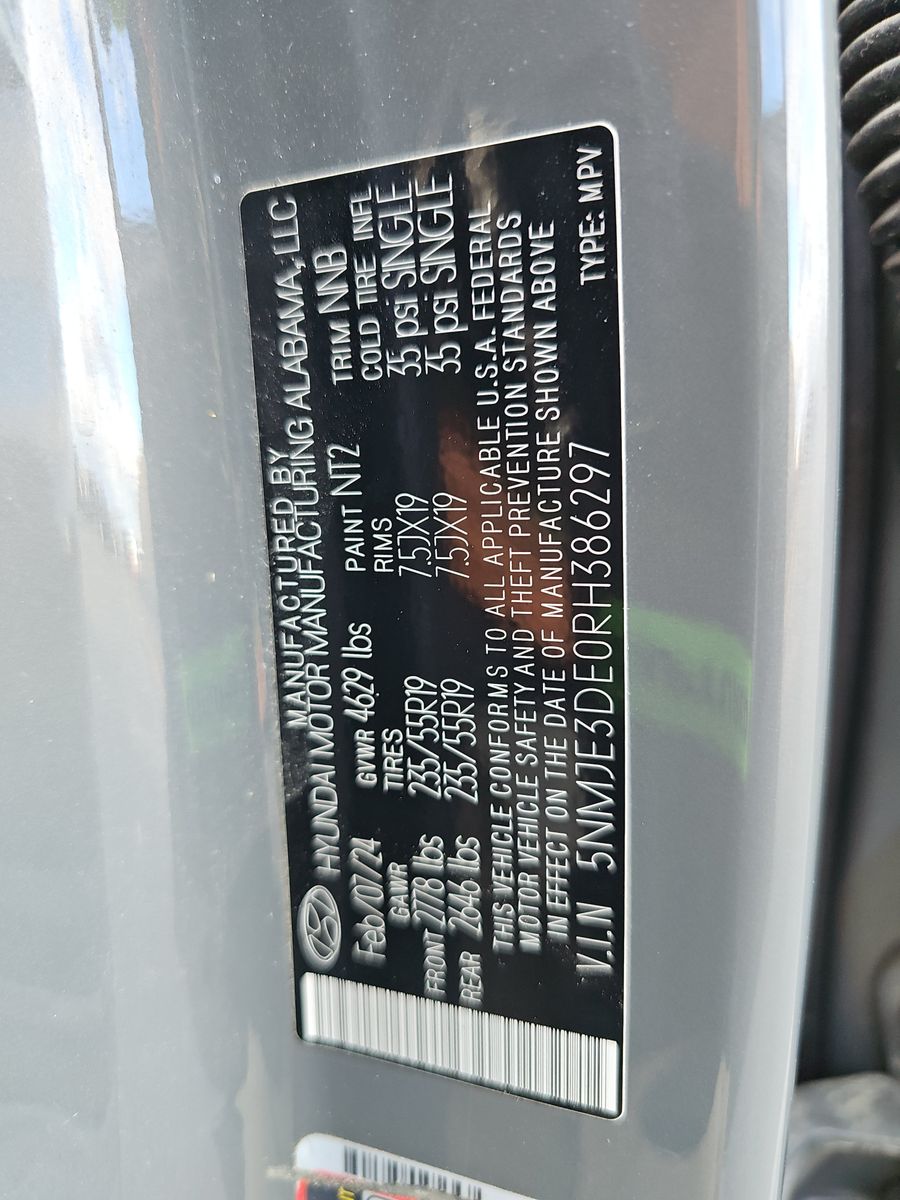 MANUFACTURED BY
HYUNDAI MOTOR MANUFACTURING ALABAMA, LLC
Feb/07/24 GVWR 4629 lbs PAINT NT2 TRIM NNB
GAWR TIRES RIMS COLD TIRE INFL
FRONT 2778 lbs 235/55R19 7.5JX19 35 psi SINGLE
REAR 2646 lbs 235/55R19 7.5JX19 35 psi SINGLE
THIS VEHICLE CONFORMS TO ALL APPLICABLE U.S.A. FEDERAL
MOTOR VEHICLE SAFETY AND THEFT PREVENTION STANDARDS
IN EFFECT ON THE DATE OF MANUFACTURE SHOWN ABOVE
V.I.N 5NMJE3DE0RH386297 TYPE: MPV